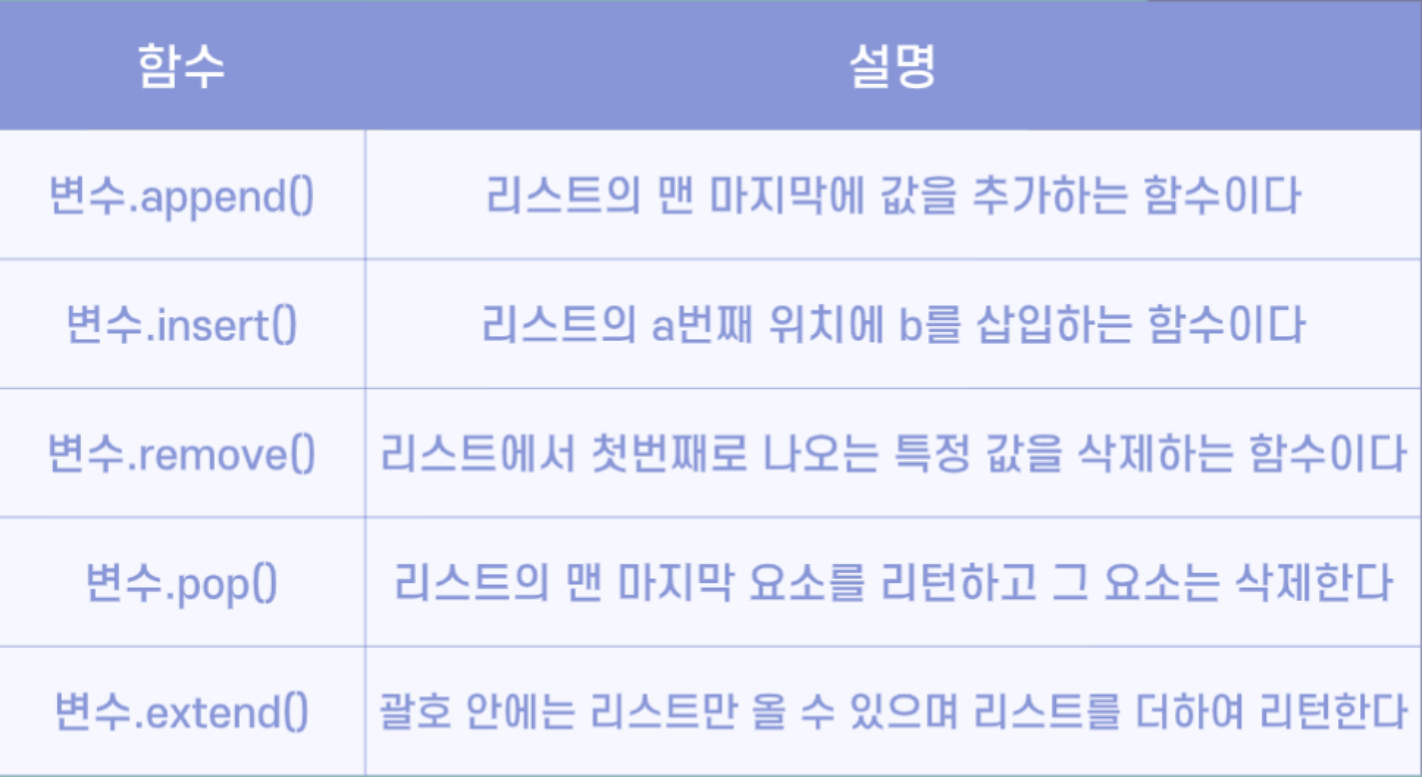 함수 설명
변수.append() 리스트의 맨 마지막에 값을 추가하는 함수이다
변수.insert() 리스트의 a번째 위치에 b를 삽입하는 함수이다
변수.remove() 리스트에서 첫번째로 나오는 특정 값을 삭제하는 함수이다
변수.pop() 리스트의 맨 마지막 요소를 리턴하고 그 요소는 삭제한다
변수.extend() 괄호 안에는 리스트만 올 수 있으며 리스트를 더하여 리턴한다